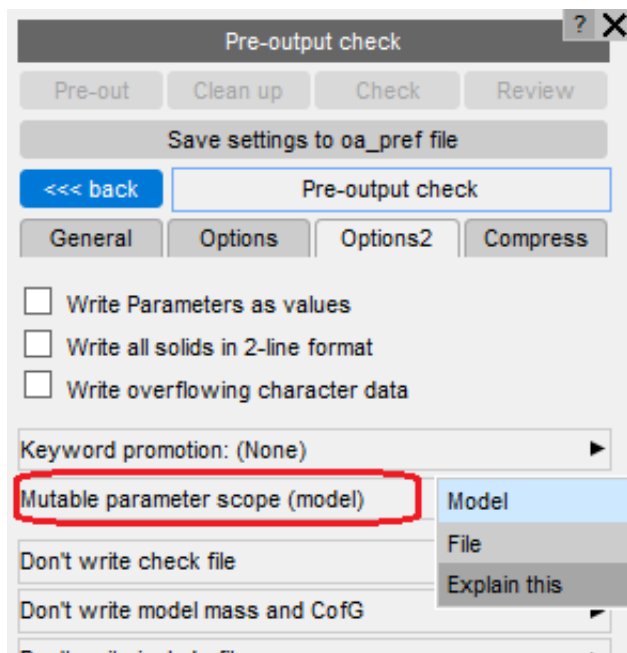 Pre-output check
?
Pre-out Clean up Check Review
Save settings to oa_pref file
<<< back Pre-output check
General Options Options2 Compress
Write Parameters as values
Write all solids in 2-line format
Write overflowing character data
Keyword promotion: (None)
Mutable parameter scope (model) Model
File
Don't write check file
Explain this
Don't write model mass and CofG